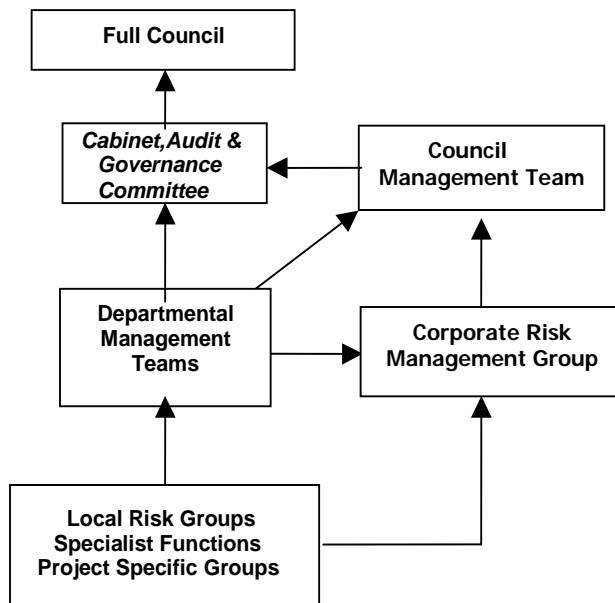 Full Council
Cabinet,Audit &
Governance
Committee
Council
Management Team
Departmental
Management
Teams
Corporate Risk
Management Group
Local Risk Groups
Specialist Functions
Project Specific Groups